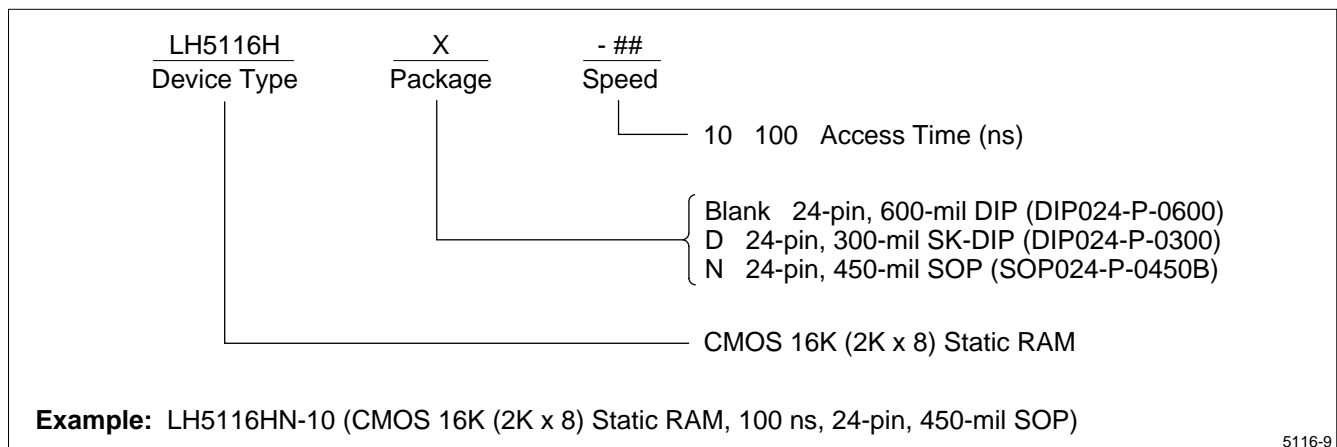 LH5116H X - ##
Device Type Package Speed
10 100 Access Time (ns)
Blank 24-pin, 600-mil DIP (DIP024-P-0600)
D 24-pin, 300-mil SK-DIP (DIP024-P-0300)
N 24-pin, 450-mil SOP (SOP024-P-0450B)
CMOS 16K (2K x 8) Static RAM
Example: LH5116HN-10 (CMOS 16K (2K x 8) Static RAM, 100 ns, 24-pin, 450-mil SOP)
5116-9